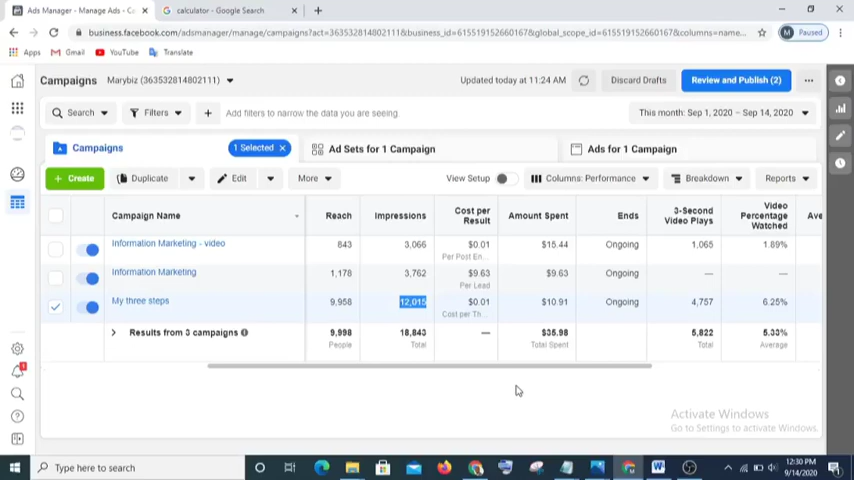 Ads Manager - Manage Ads - Ca
calculator - Google Search
business.facebook.com/adsmanager/manage/campaigns?act=363532814802111&business_id=615519152660167&global_scope_id=615519152660167&columns=name...
M Paused
Apps Gmail YouTube Translate
Campaigns Marybiz (363532814802111) Updated today at 11:24 AM Discard Drafts Review and Publish (2)
Search Filters Add filters to narrow the data you are seeing. This month: Sep 1, 2020 – Sep 14, 2020
Campaigns 1 Selected Ad Sets for 1 Campaign Ads for 1 Campaign
+ Create Duplicate Edit More View Setup Columns: Performance Breakdown Reports
Campaign Name Reach Impressions Cost per Result Amount Spent Ends 3-Second Video Plays Video Percentage Watched Ave
Information Marketing - video 843 3,066 $0.01 $15.44 Ongoing 1,065 1.89%
Per Post En...
Information Marketing 1,178 3,762 $9.63 $9.63 Ongoing — —
Per Lead
My three steps 9,958 12,015 $0.01 $10.91 Ongoing 4,757 6.25%
Cost per Th...
Results from 3 campaigns 9,998 18,843 — $35.98 5,822 5.33%
People Total Total Spent Total Average
Activate Windows
Go to Settings to activate Windows.
1
Type here to search
12:30 PM
9/14/2020